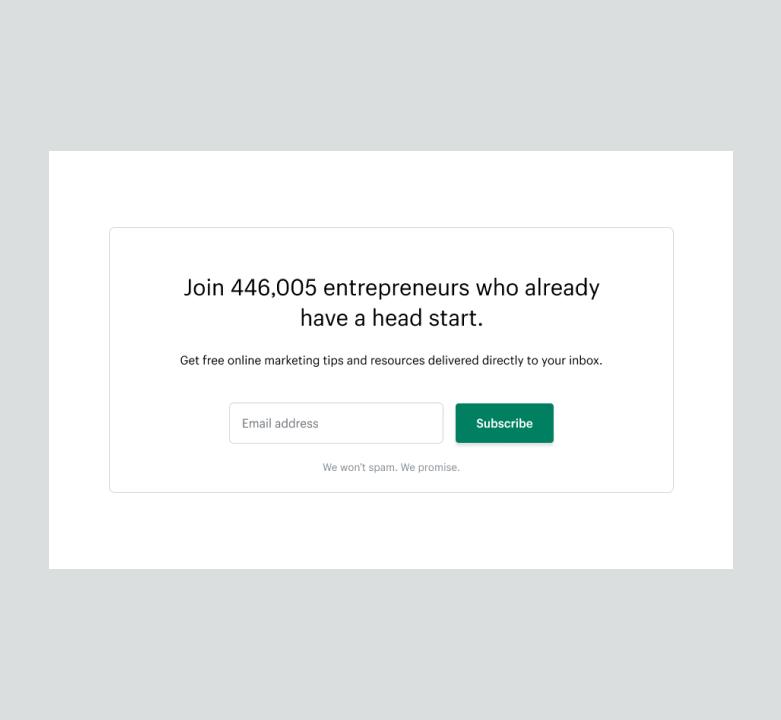 Join 446,005 entrepreneurs who already
have a head start.
Get free online marketing tips and resources delivered directly to your inbox.
Email address
Subscribe
We won't spam. We promise.